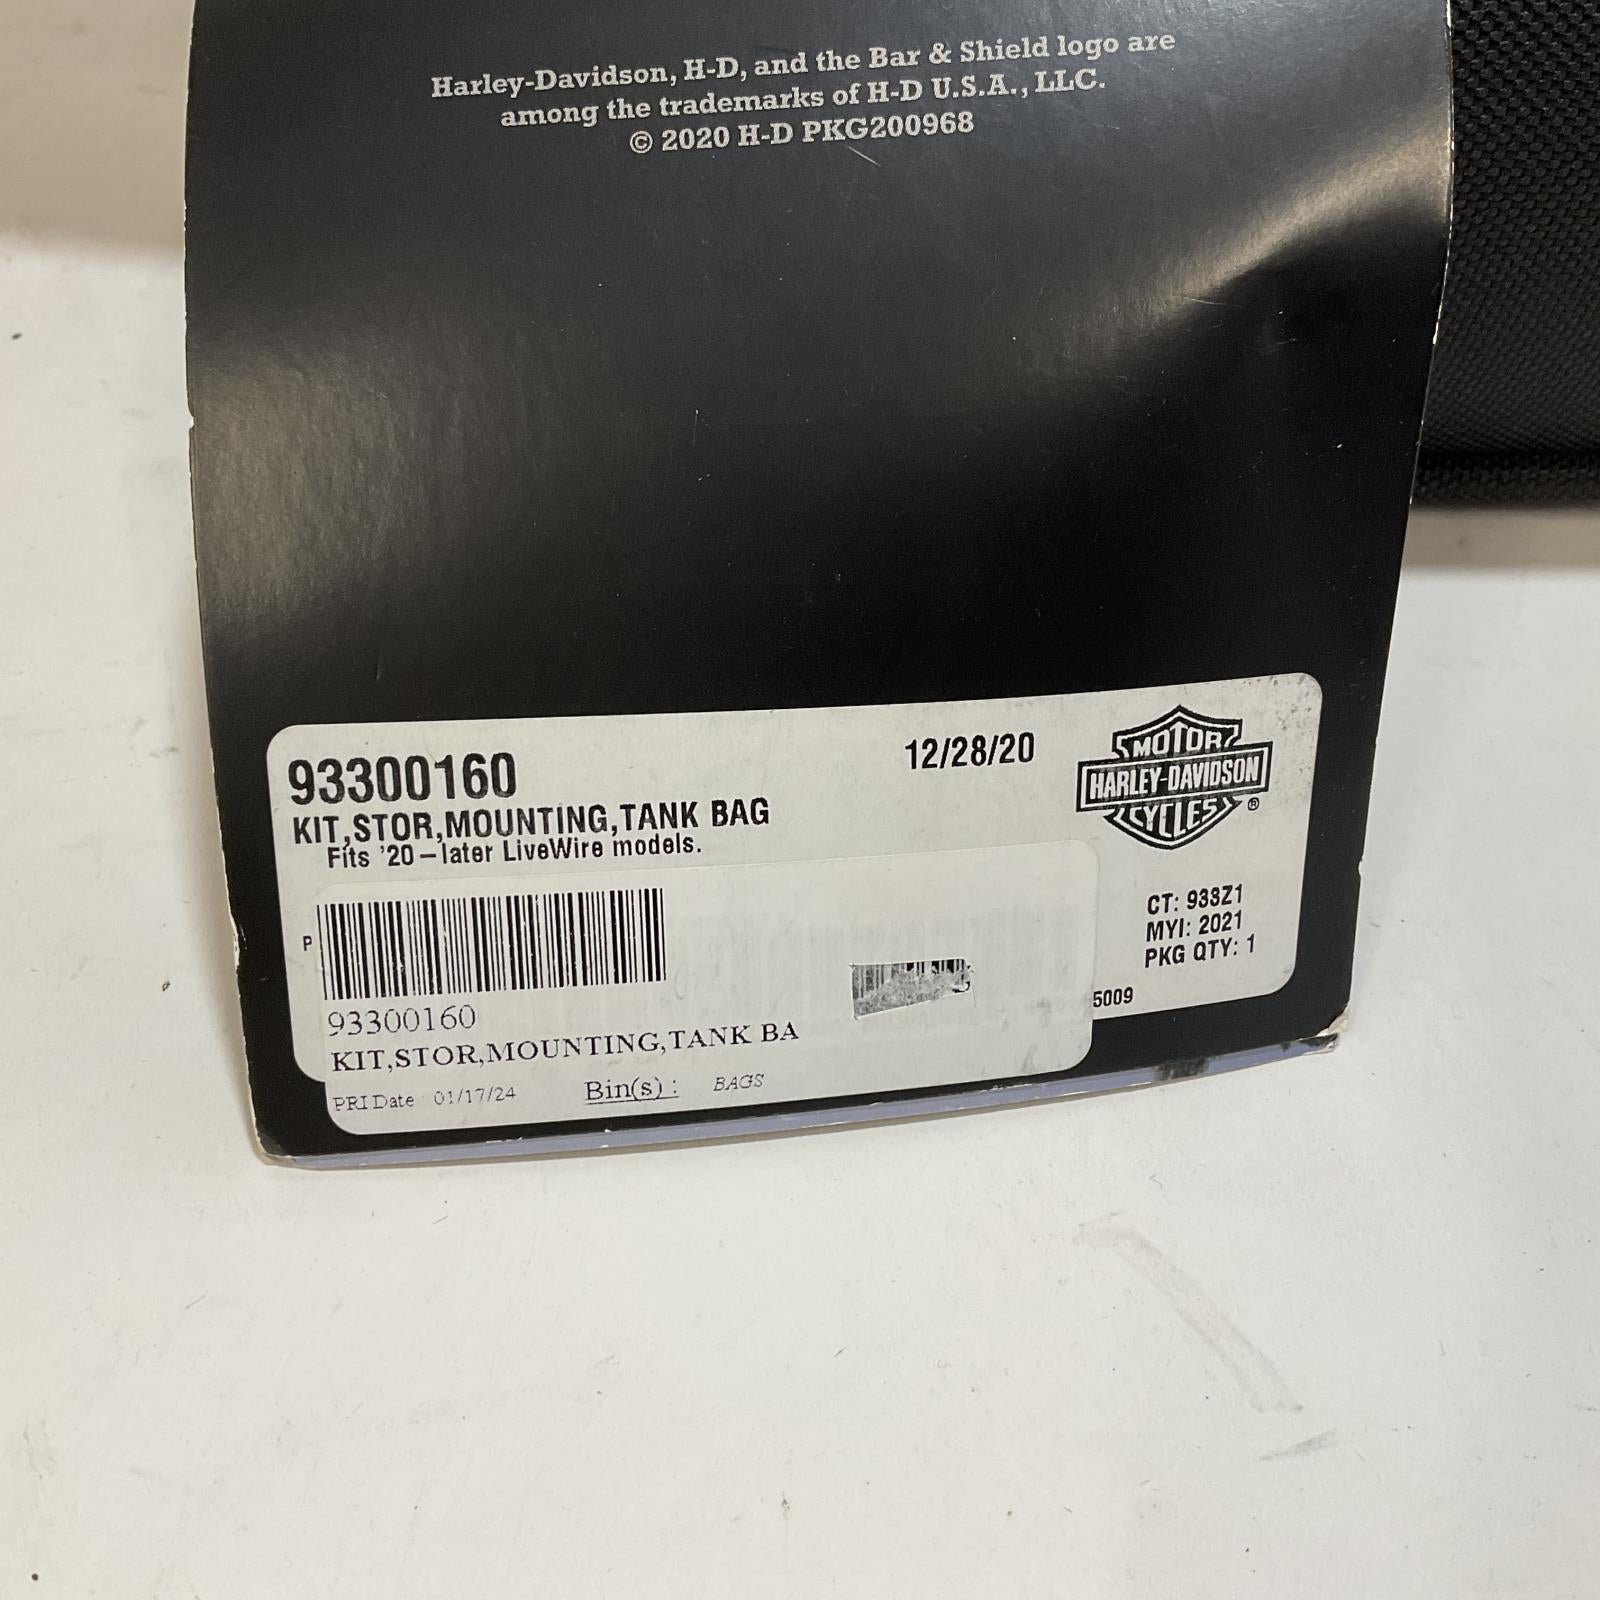 Harley-Davidson, H-D, and the Bar & Shield logo are
among the trademarks of H-D U.S.A., LLC.
© 2020 H-D PKG200968
93300160
12/28/20
MOTOR
HARLEY-DAVIDSON
CYCLES
®
KIT,STOR,MOUNTING,TANK BAG
Fits '20–later LiveWire models.
P
CT: 933Z1
MYI: 2021
PKG QTY: 1
5009
93300160
KIT,STOR,MOUNTING,TANK BA
PRI Date 01/17/24 Bin(s) : BAGS